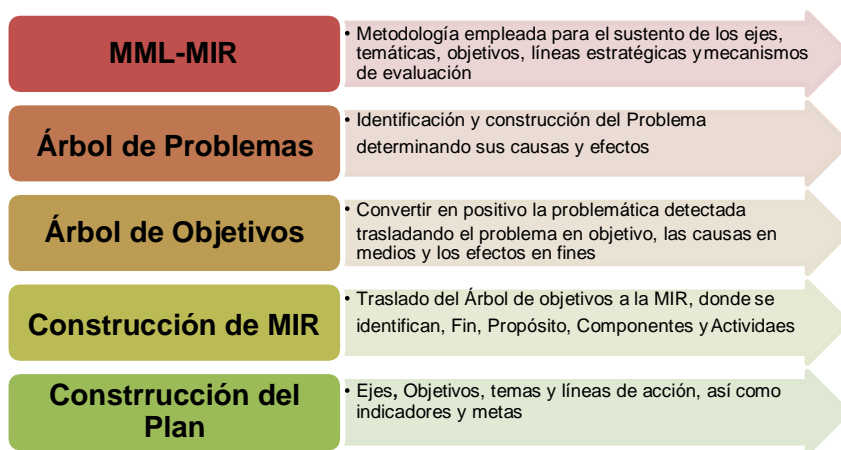 MML-MIR
• Metodología empleada para el sustento de los ejes,
temáticas, objetivos, líneas estratégicas y mecanismos
de evaluación
Árbol de Problemas
• Identificación y construcción del Problema
determinando sus causas y efectos
Árbol de Objetivos
• Convertir en positivo la problemática detectada
trasladando el problema en objetivo, las causas en
medios y los efectos en fines
Construcción de MIR
• Traslado del Árbol de objetivos a la MIR, donde se
identifican, Fin, Propósito, Componentes y Actividaes
Constrrucción del
Plan
• Ejes, Objetivos, temas y líneas de acción, así como
indicadores y metas